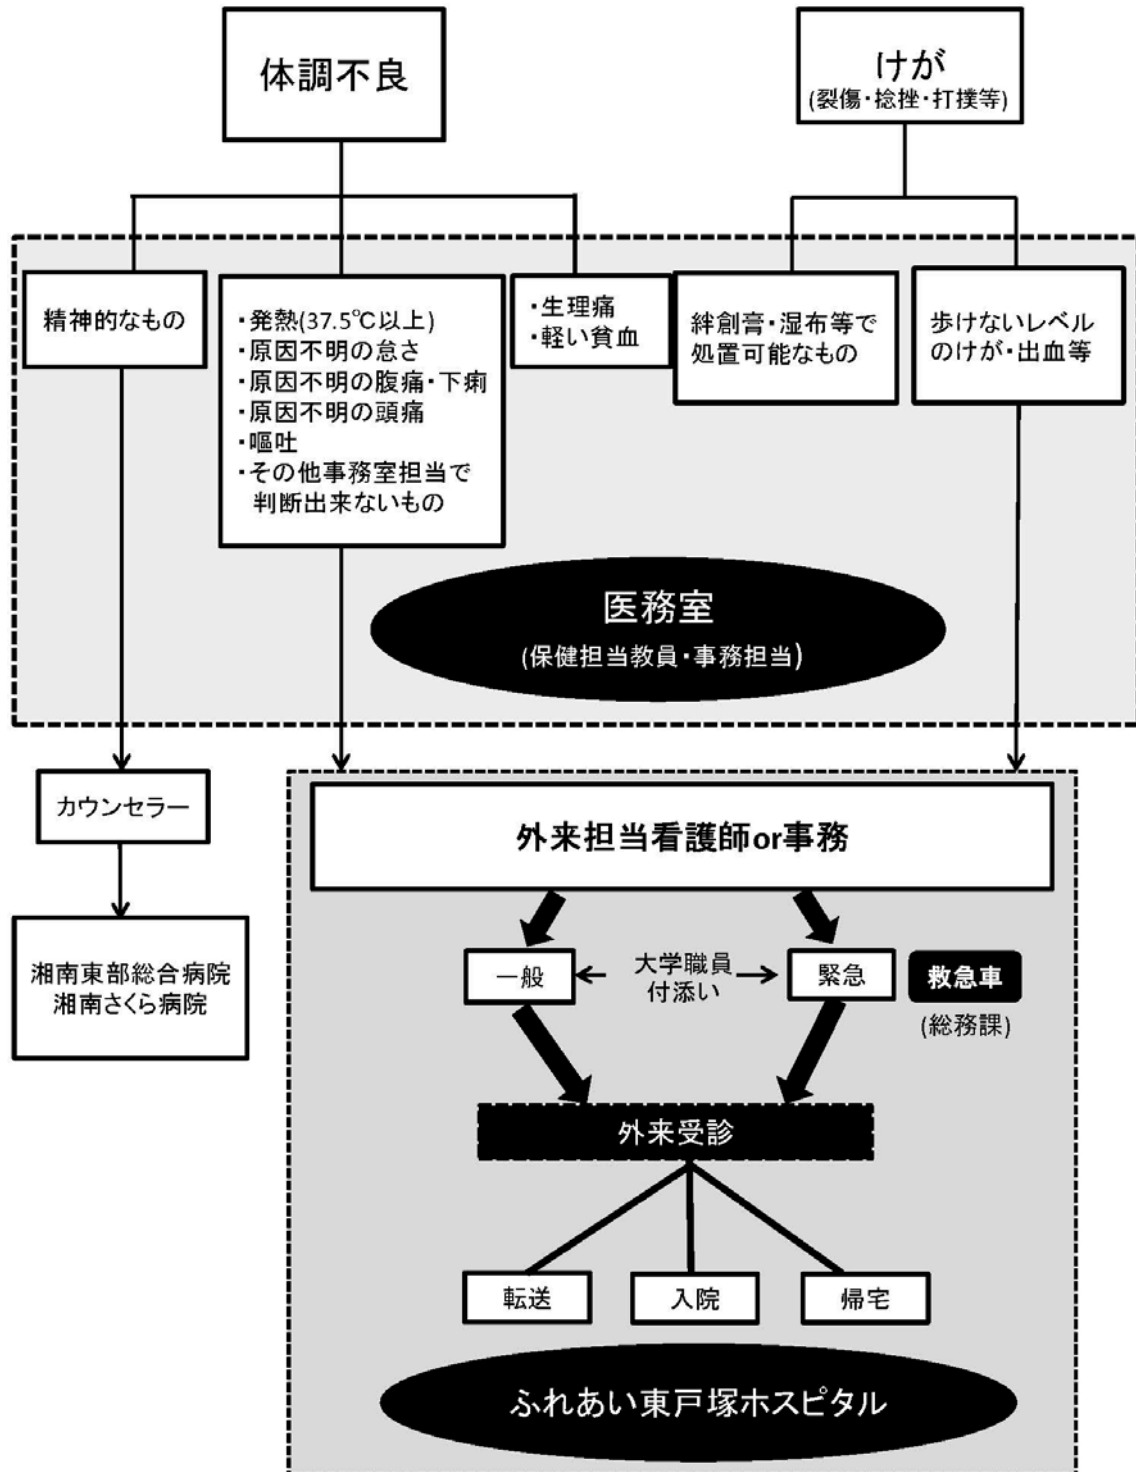 体調不良
けが
(裂傷・捻挫・打撲等)
精神的なもの
・発熱(37.5℃以上)
・原因不明の怠さ
・原因不明の腹痛・下痢
・原因不明の頭痛
・嘔吐
・その他事務室担当で
判断出来ないもの
・生理痛
・軽い貧血
絆創膏・湿布等で
処置可能なもの
歩けないレベル
のけが・出血等
医務室
(保健担当教員・事務担当)
カウンセラー
湘南東部総合病院
湘南さくら病院
外来担当看護師or事務
一般
大学職員
付添い
緊急
救急車
(総務課)
外来受診
転送
入院
帰宅
ふれあい東戸塚ホスピタル